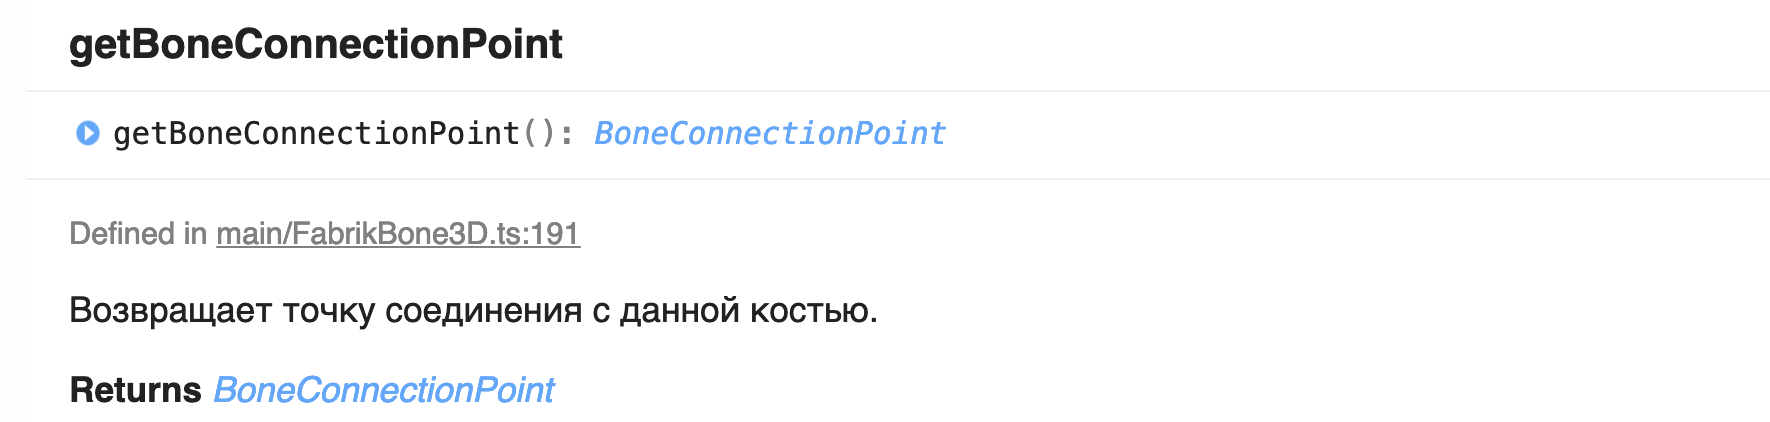 getBoneConnectionPoint
getBoneConnectionPoint(): BoneConnectionPoint
Defined in main/FabrikBone3D.ts:191
Возвращает точку соединения с данной костью.
Returns BoneConnectionPoint